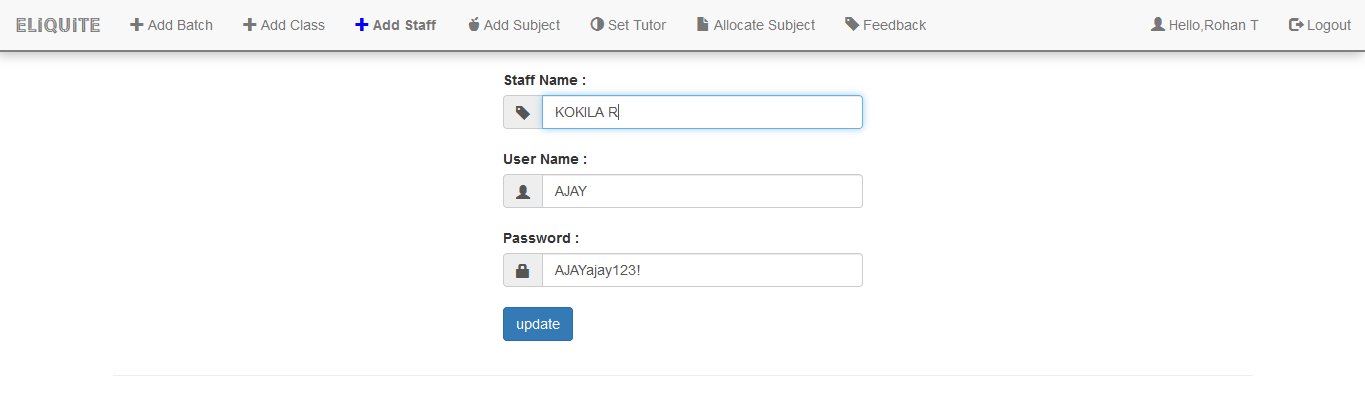 ELiQUiTE Add Batch Add Class Add Staff Add Subject Set Tutor Allocate Subject Feedback Hello,Rohan T Logout
Staff Name :
KOKILA R
User Name :
AJAY
Password :
AJAYajay123!
update